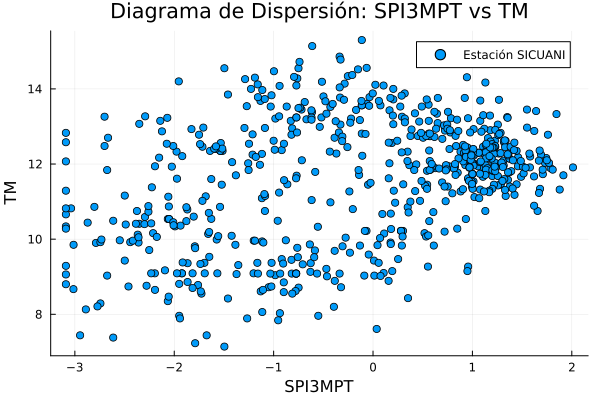 Diagrama de Dispersión: SPI3MPT vs TM
Estación SICUANI
TM
14
12
10
8
−3
−2
−1
0
1
2
SPI3MPT